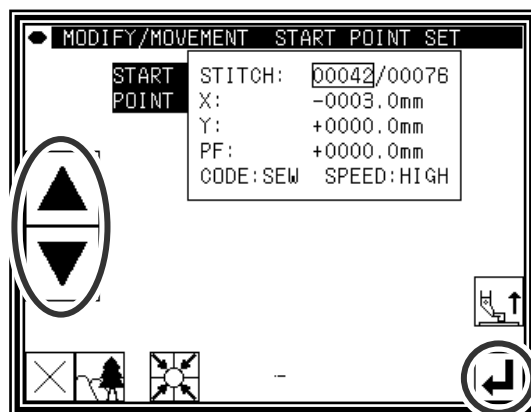 MODIFY/MOVEMENT START POINT SET
START
POINT
STITCH: 00042/00076
X: -0003.0mm
Y: +0000.0mm
PF: +0000.0mm
CODE:SEW SPEED:HIGH